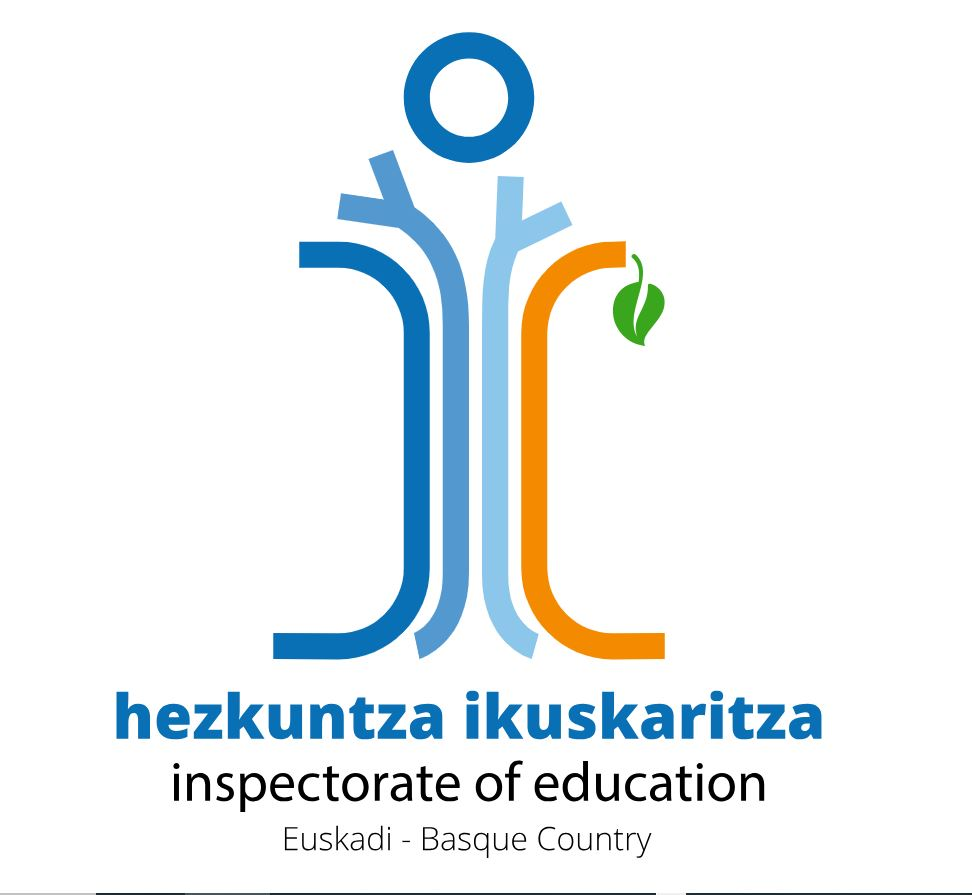 hezkuntza ikuskaritza
inspectorate of education
Euskadi - Basque Country